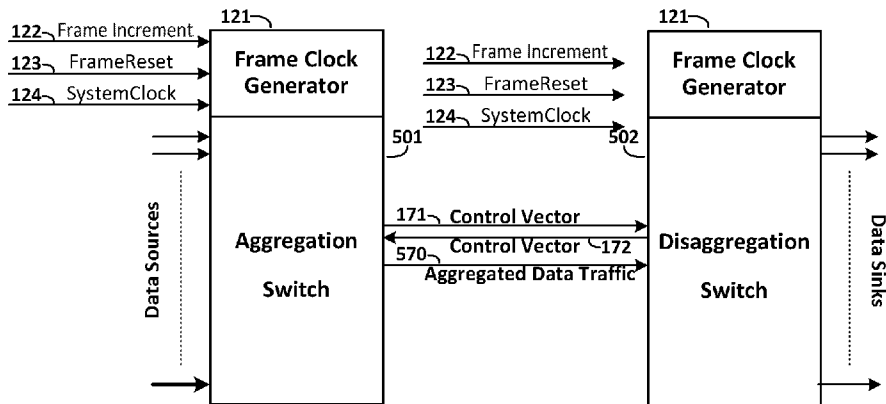 121
122 Frame Increment
123 FrameReset
124 SystemClock
Frame Clock
Generator
Data Sources
Aggregation
Switch
501
122 Frame Increment
123 FrameReset
124 SystemClock
502
171 Control Vector
Control Vector 172
570 Aggregated Data Traffic
121
Frame Clock
Generator
Disaggregation
Switch
Data Sinks